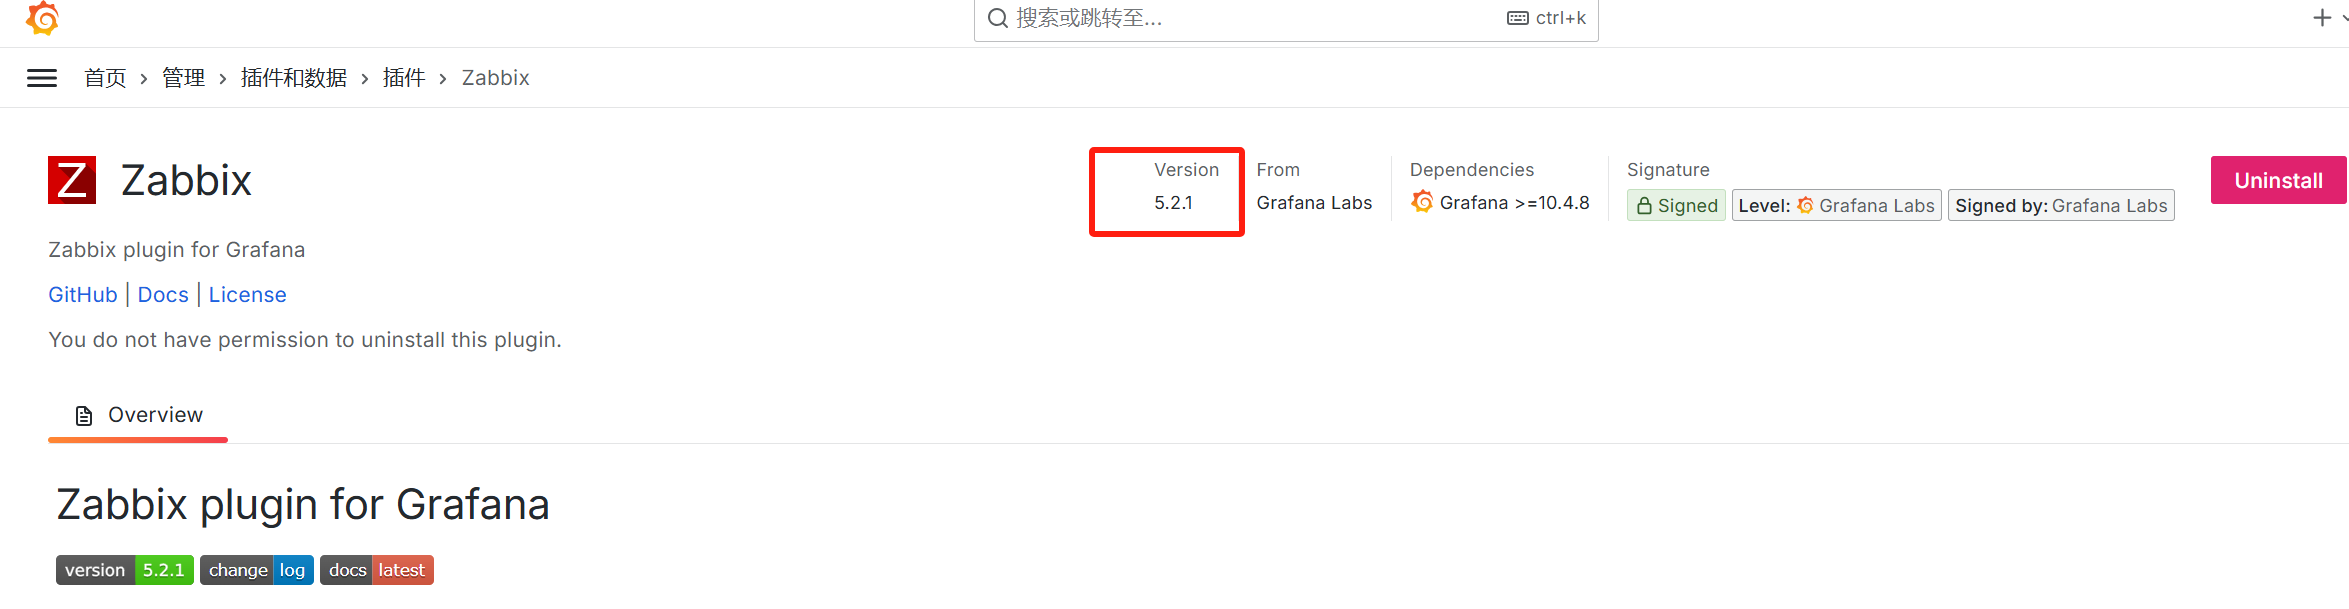 搜索或跳转至... ctrl+k
首页 > 管理 > 插件和数据 > 插件 > Zabbix
Z Zabbix
Version From Dependencies Signature
5.2.1 Grafana Labs Grafana >=10.4.8 Signed Level: Grafana Labs Signed by: Grafana Labs
Uninstall
Zabbix plugin for Grafana
GitHub | Docs | License
You do not have permission to uninstall this plugin.
Overview
Zabbix plugin for Grafana
version 5.2.1 change log docs latest